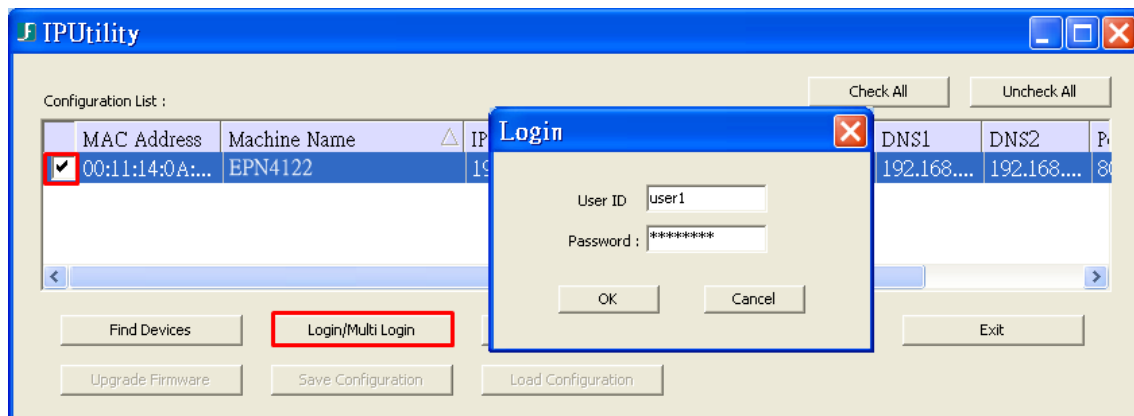 IPUtility
Check All Uncheck All
Configuration List :
MAC Address Machine Name IP DNS1 DNS2
00:11:14:0A:... EPN4122 192.168.... 192.168....
Login
User ID user1
Password : ********
OK Cancel
Find Devices Login/Multi Login Exit
Upgrade Firmware Save Configuration Load Configuration